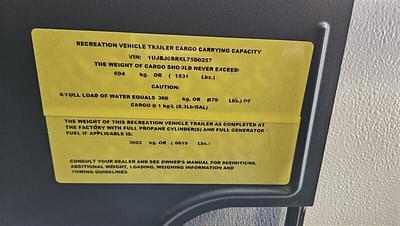 RECREATION VEHICLE TRAILER CARGO CARRYING CAPACITY
VIN: 1UJBJ
THE WEIGHT OF CARGO SHOULD NEVER EXCEED:
694 kg. OR ( 1531 Lbs.)
CAUTION:
A FULL LOAD OF WATER EQUALS 308 kg. OR (679 Lbs.) OF
CARGO @ 1 kg/L (8.3Lb/GAL)
THE WEIGHT OF THIS RECREATION VEHICLE TRAILER AS COMPLETED AT
THE FACTORY WITH FULL PROPANE CYLINDER(S) AND FULL GENERATOR
FUEL IF APPLICABLE IS:
3002 kg.OR ( 6619 Lbs.)
CONSULT YOUR DEALER AND SEE OWNER'S MANUAL FOR DEFINITIONS,
ADDITIONAL WEIGHT, LOADING, WEIGHING INFORMATION AND
TOWING GUIDELINES